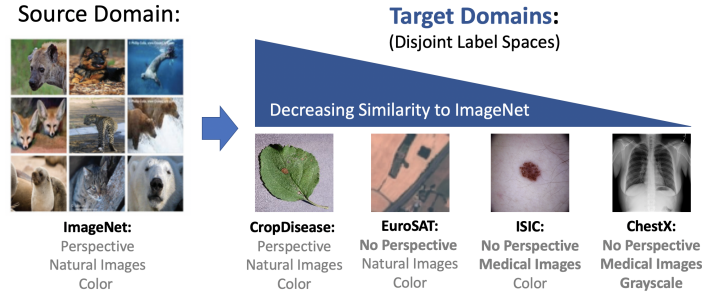 Source Domain:
Target Domains:
(Disjoint Label Spaces)
Decreasing Similarity to ImageNet
ImageNet:
Perspective
Natural Images
Color
CropDisease:
Perspective
Natural Images
Color
EuroSAT:
No Perspective
Natural Images
Color
ISIC:
No Perspective
Medical Images
Color
ChestX:
No Perspective
Medical Images
Grayscale